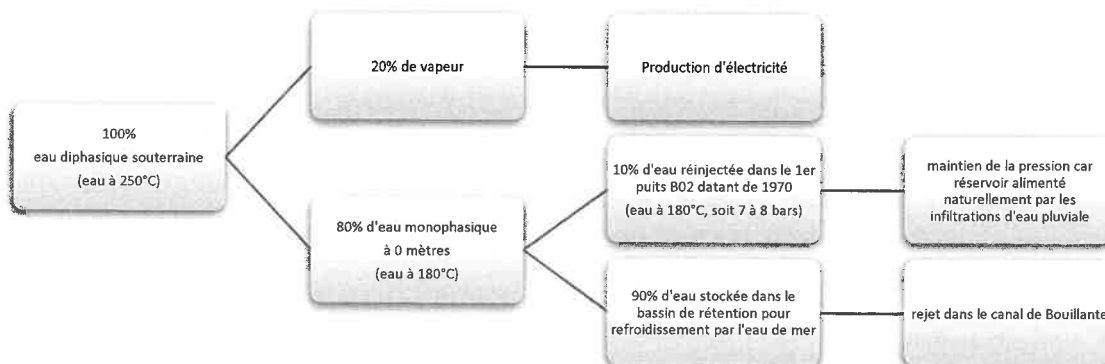 20% de vapeur
Production d'électricité
100%
eau diphasique souterraine
(eau à 250°C)
10% d'eau réinjectée dans le 1er
puits B02 datant de 1970
(eau à 180°C, soit 7 à 8 bars)
maintien de la pression car
réservoir alimenté
naturellement par les
infiltrations d'eau pluviale
80% d'eau monophasique
à 0 mètres
(eau à 180°C)
90% d'eau stockée dans le
bassin de rétention pour
refroidissement par l'eau de mer
rejet dans le canal de Bouillante